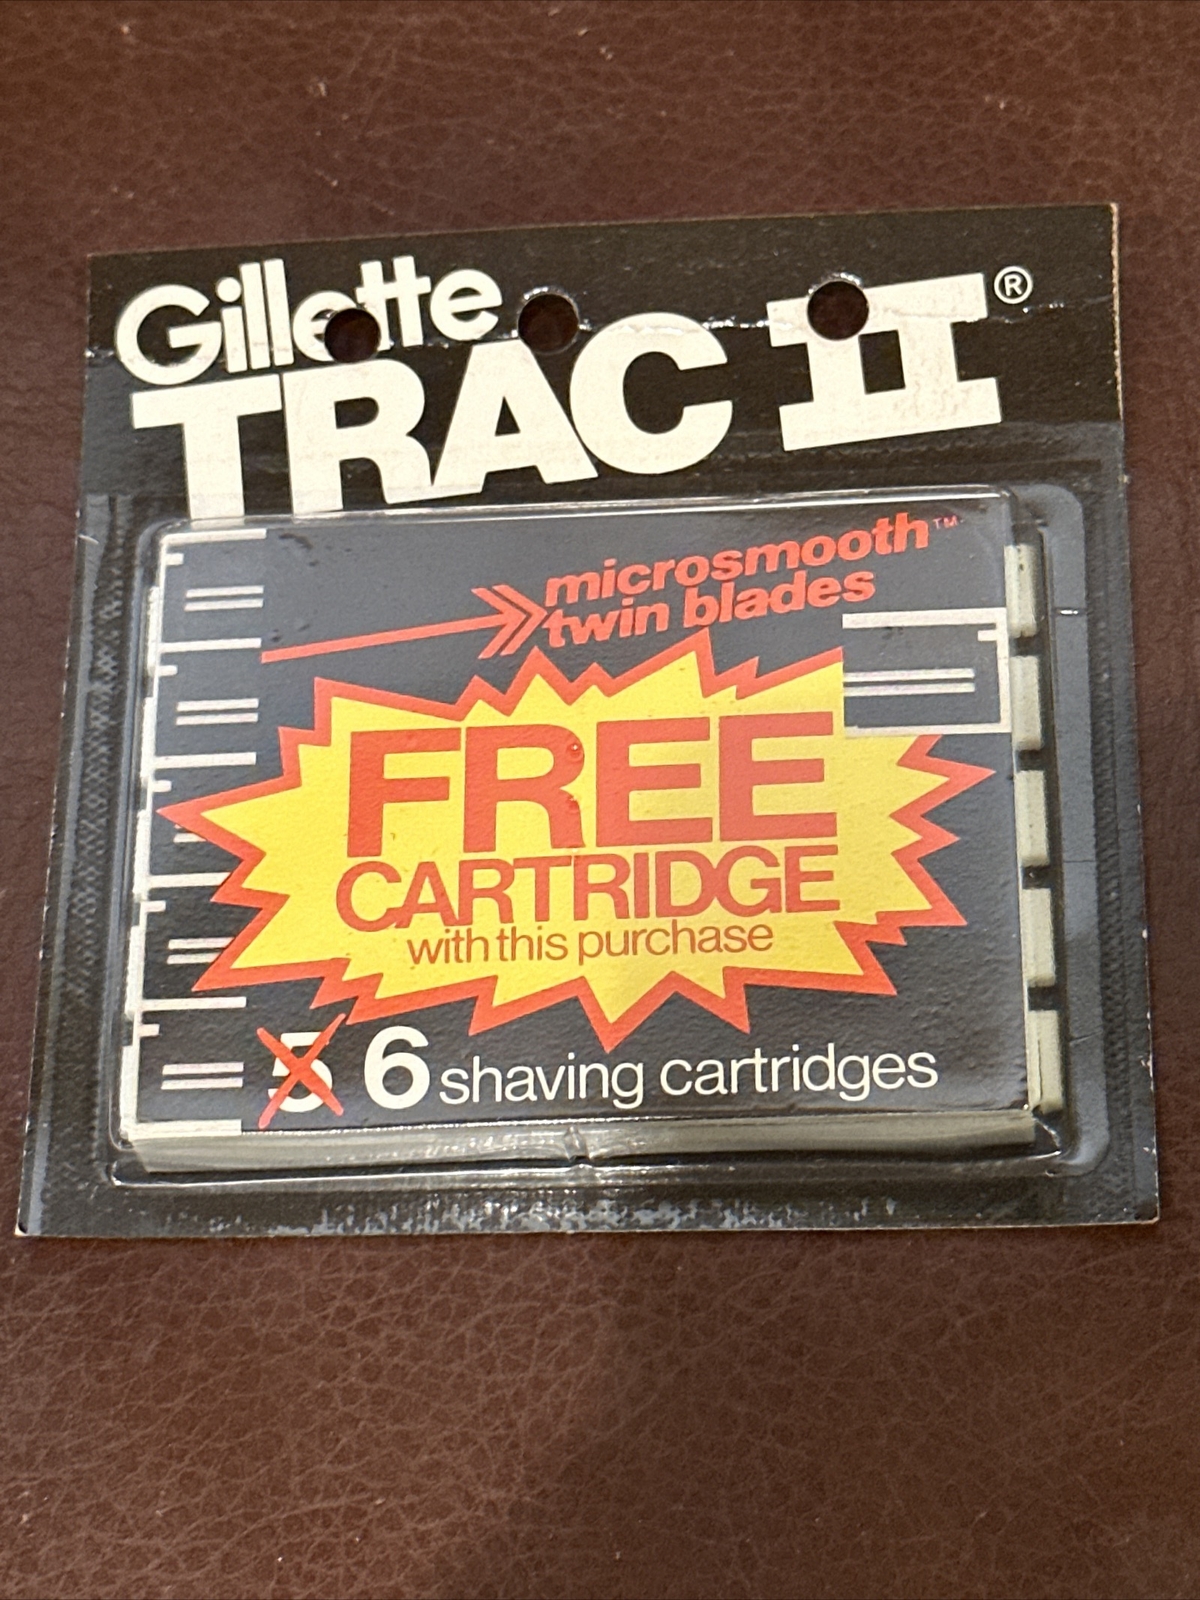 Gillette
TRAC II®
microsmooth™
twin blades
FREE
CARTRIDGE
with this purchase
5 6 shaving cartridges